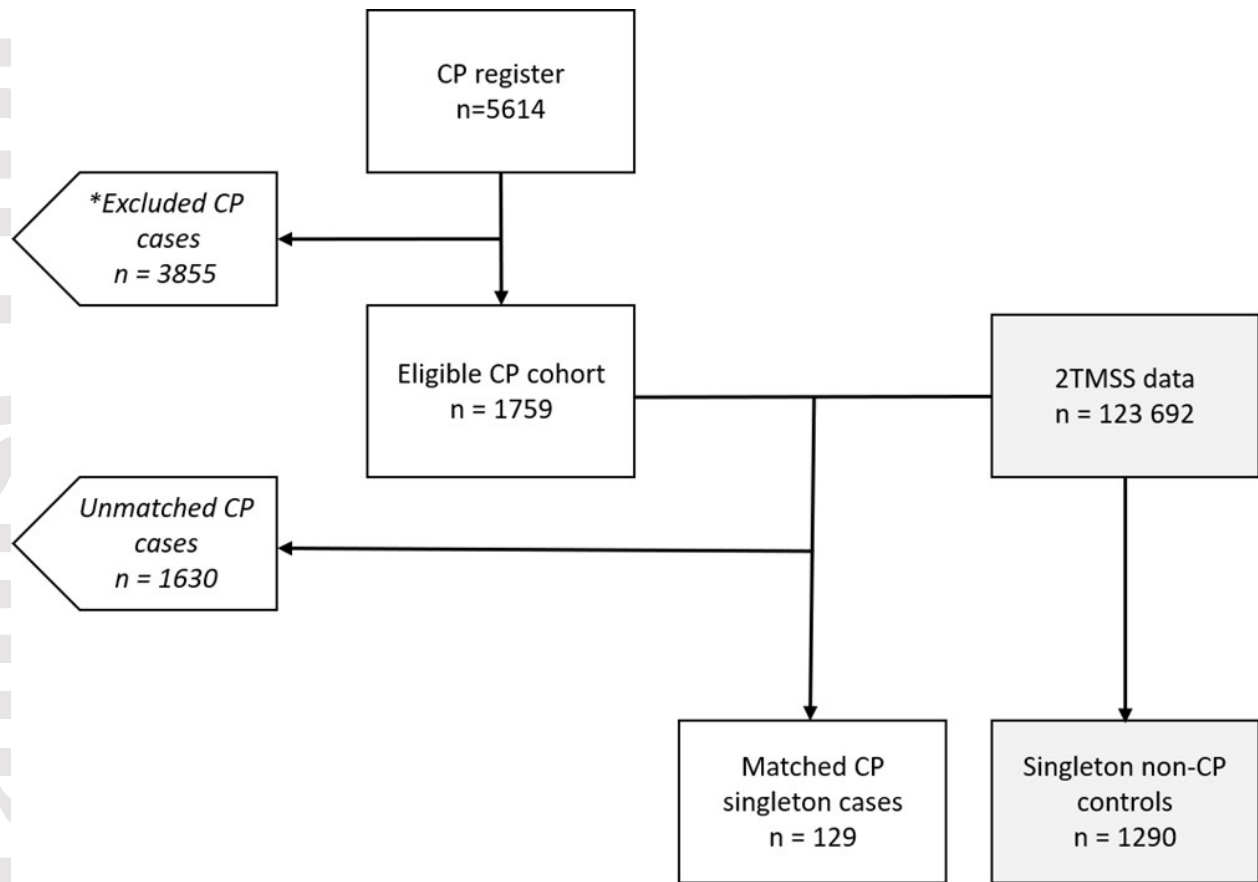 CP register
n=5614
*Excluded CP
cases
n = 3855
Eligible CP cohort
n = 1759
2TMSS data
n = 123 692
Unmatched CP
cases
n = 1630
Matched CP
singleton cases
n = 129
Singleton non-CP
controls
n = 1290